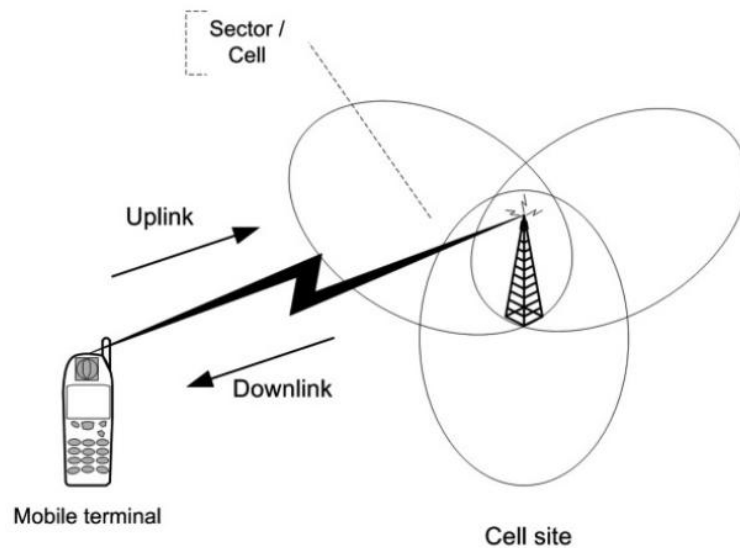 Sector /
Cell
Uplink
Downlink
Mobile terminal
Cell site